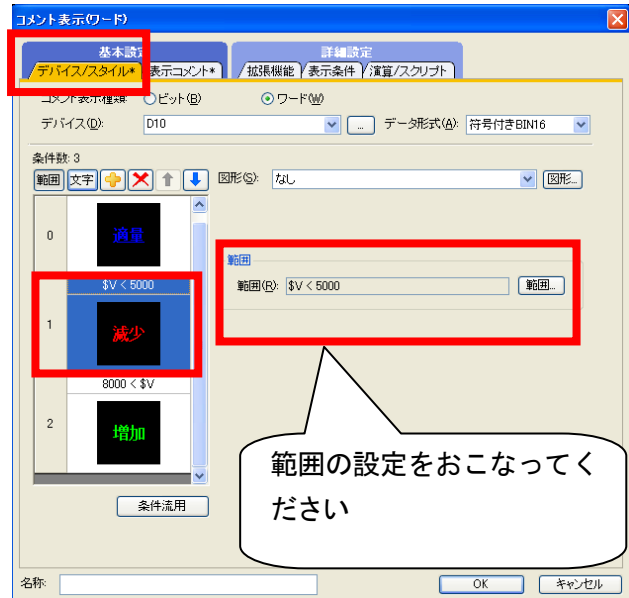 コメント表示(ワード)
基本設定
詳細設定
デバイス/スタイル*
表示コメント*
拡張機能
表示条件
演算/スクリプト
コメント表示種類:
ビット(B)
ワード(W)
デバイス(D):
D10
...
データ形式(A):
符号付きBIN16
条件数: 3
範囲
文字
図形(S):
なし
図形...
0
適量
$V < 5000
1
減少
8000 < $V
2
増加
範囲
範囲(R):
$V < 5000
範囲...
範囲の設定をおこなってく
ださい
条件流用
名称:
OK
キャンセル